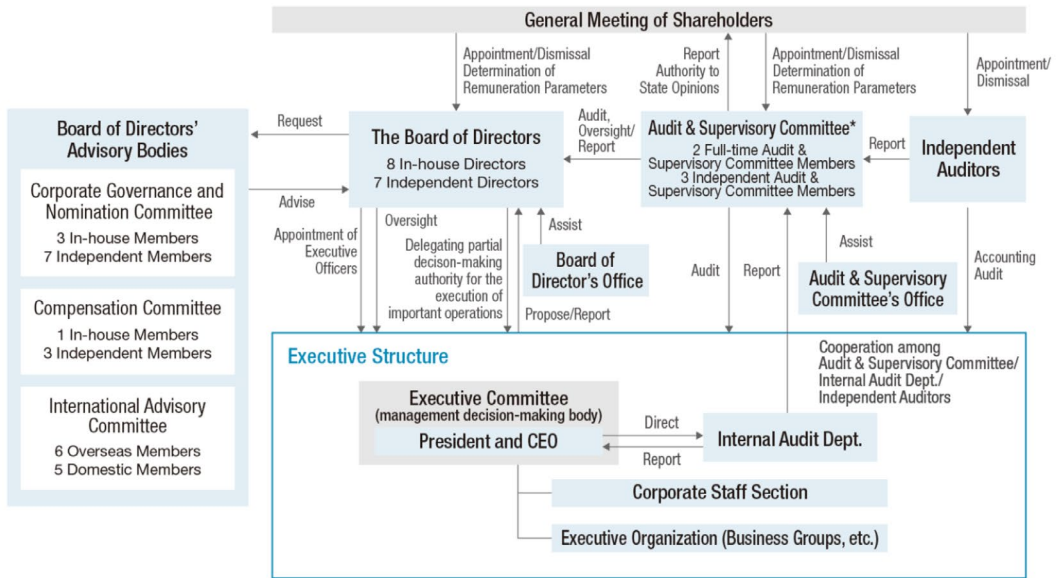 General Meeting of Shareholders
Appointment/Dismissal
Determination of
Remuneration Parameters
Report
Authority to
State Opinions
Appointment/Dismissal
Determination of
Remuneration Parameters
Appointment/
Dismissal
Board of Directors'
Advisory Bodies
Corporate Governance and
Nomination Committee
3 In-house Members
7 Independent Members
Compensation Committee
1 In-house Members
3 Independent Members
International Advisory
Committee
6 Overseas Members
5 Domestic Members
Request
Advise
The Board of Directors
8 In-house Directors
7 Independent Directors
Audit,
Oversight/
Report
Audit & Supervisory Committee*
2 Full-time Audit &
Supervisory Committee Members
3 Independent Audit &
Supervisory Committee Members
Report
Independent
Auditors
Appointment of
Executive
Officers
Oversight
Delegating partial
decison-making
authority for the
execution of
important operations
Assist
Board of
Director's Office
Propose/Report
Audit
Report
Assist
Audit & Supervisory
Committee's Office
Accounting
Audit
Executive Structure
Cooperation among
Audit & Supervisory Committee/
Internal Audit Dept./
Independent Auditors
Executive Committee
(management decision-making body)
President and CEO
Direct
Report
Internal Audit Dept.
Corporate Staff Section
Executive Organization (Business Groups, etc.)